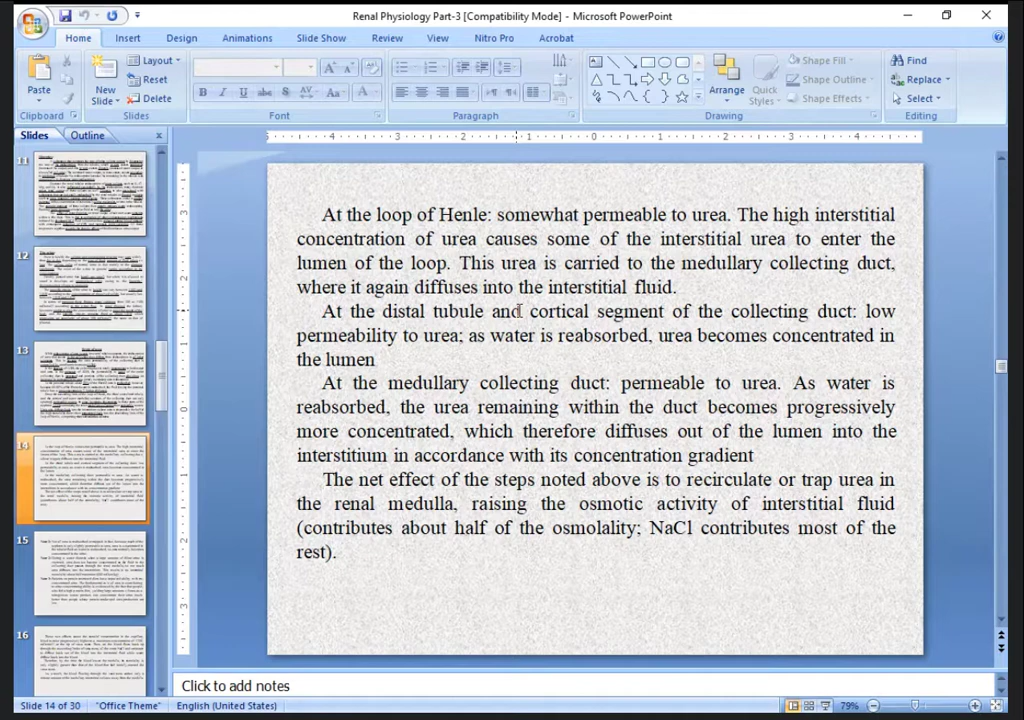 Renal Physiology Part-3 [Compatibility Mode] - Microsoft PowerPoint
Home Insert Design Animations Slide Show Review View Nitro Pro Acrobat
Paste
Clipboard
New Slide
Layout
Reset
Delete
Slides
Font
Paragraph
Arrange
Quick Styles
Shape Fill
Shape Outline
Shape Effects
Drawing
Find
Replace
Select
Editing
Slides Outline
11
12
13
14
15
16
At the loop of Henle: somewhat permeable to urea. The high interstitial
concentration of urea causes some of the interstitial urea to enter the
lumen of the loop. This urea is carried to the medullary collecting duct,
where it again diffuses into the interstitial fluid.
At the distal tubule and cortical segment of the collecting duct: low
permeability to urea; as water is reabsorbed, urea becomes concentrated in
the lumen
At the medullary collecting duct: permeable to urea. As water is
reabsorbed, the urea remaining within the duct becomes progressively
more concentrated, which therefore diffuses out of the lumen into the
interstitium in accordance with its concentration gradient
The net effect of the steps noted above is to recirculate or trap urea in
the renal medulla, raising the osmotic activity of interstitial fluid
(contributes about half of the osmolality; NaCl contributes most of the
rest).
Click to add notes
Slide 14 of 30 "Office Theme" English (United States) 79%